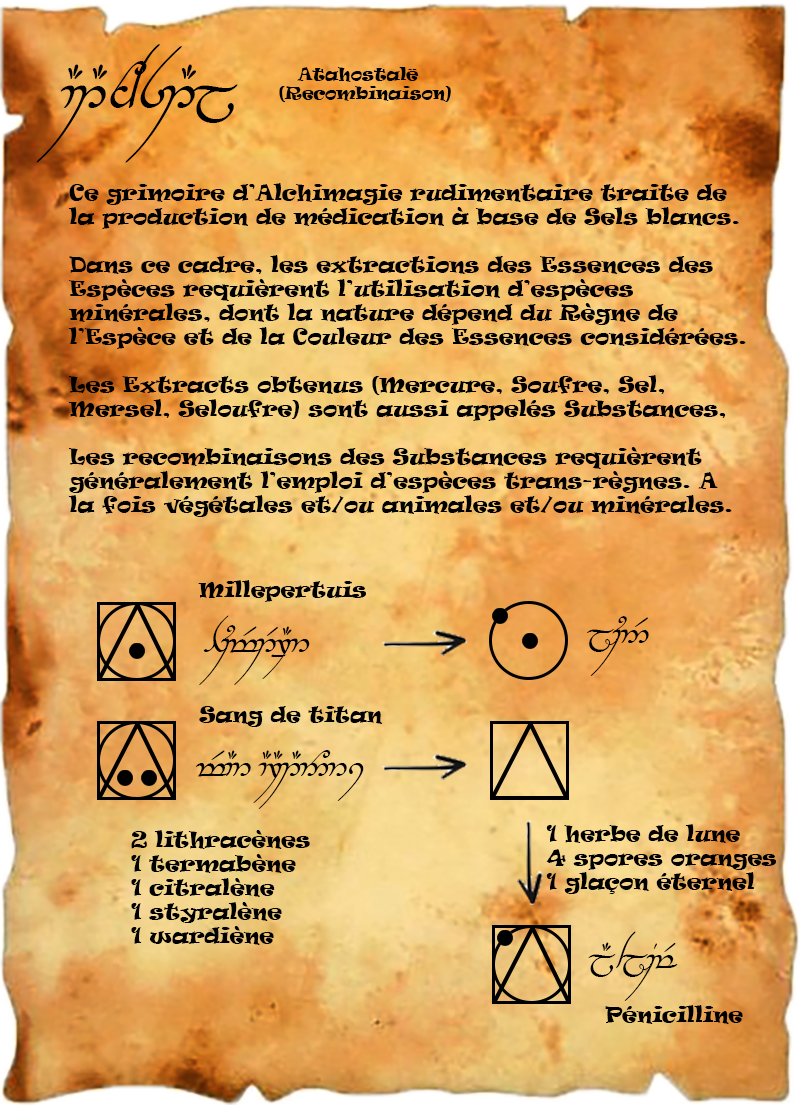 Atahostalë
(Recombinaison)
Ce grimoire d'Alchimagie rudimentaire traite de
la production de médication à base de Sels blancs.
Dans ce cadre, les extractions des Essences des
Espèces requièrent l'utilisation d'espèces
minérales, dont la nature dépend du Règne de
l'Espèce et de la Couleur des Essences considérées.
Les Extracts obtenus (Mercure, Soufre, Sel,
Mersel, Seloufre) sont aussi appelés Substances,
Les recombinaisons des Substances requièrent
généralement l'emploi d'espèces trans-règnes. A
la fois végétales et/ou animales et/ou minérales.
Millepertuis
Sang de titan
2 lithracènes
1 termabène
1 citralène
1 styralène
1 wardiène
1 herbe de lune
4 spores oranges
1 glaçon éternel
Pénicilline